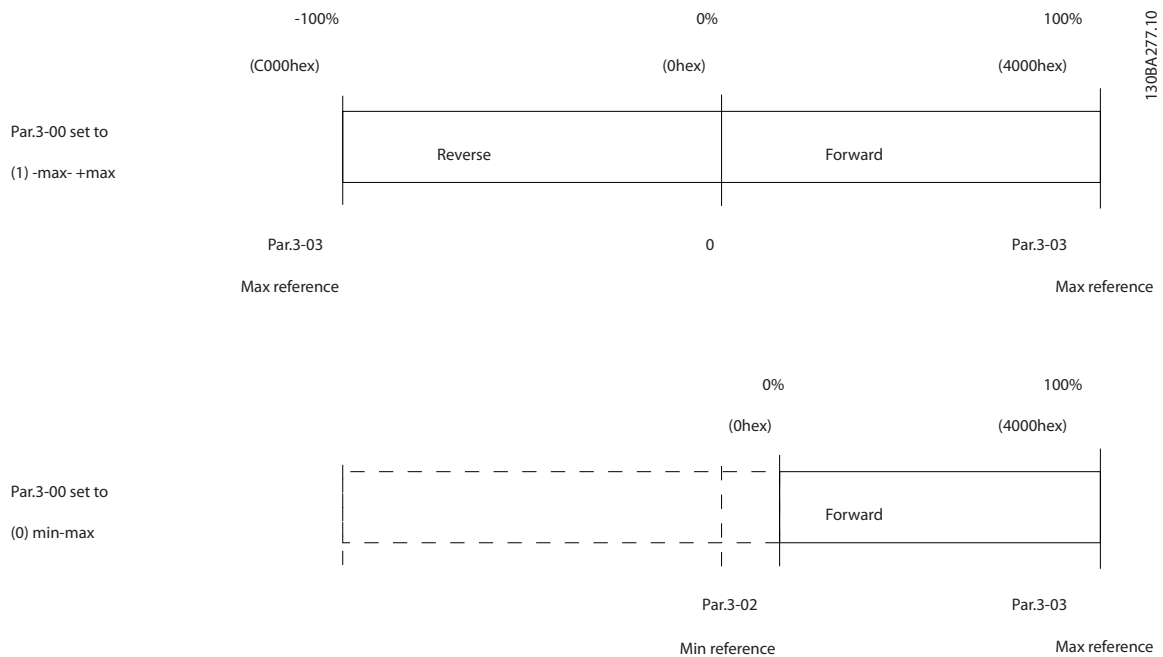 -100% 0% 100%
(C000hex) (0hex) (4000hex)
130BA277.10
Par.3-00 set to
(1) -max- +max
Reverse Forward
Par.3-03 0 Par.3-03
Max reference Max reference
0% 100%
(0hex) (4000hex)
Par.3-00 set to
(0) min-max
Forward
Par.3-02 Par.3-03
Min reference Max reference